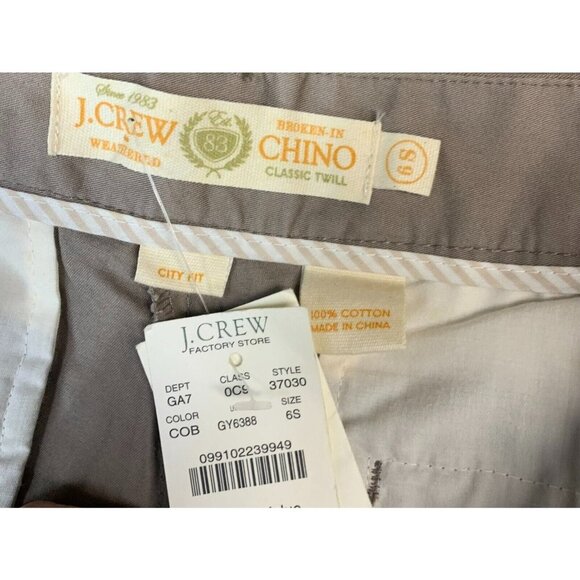 Since 1983
J.CREW
WEATHERED
Est.
83
BROKEN-IN
CHINO
CLASSIC TWILL
6S
CITY FIT
100% COTTON
MADE IN CHINA
J.CREW
FACTORY STORE
DEPT CLASS STYLE
GA7 0C9 37030
COLOR SIZE
COB GY6388 6S
099102239949